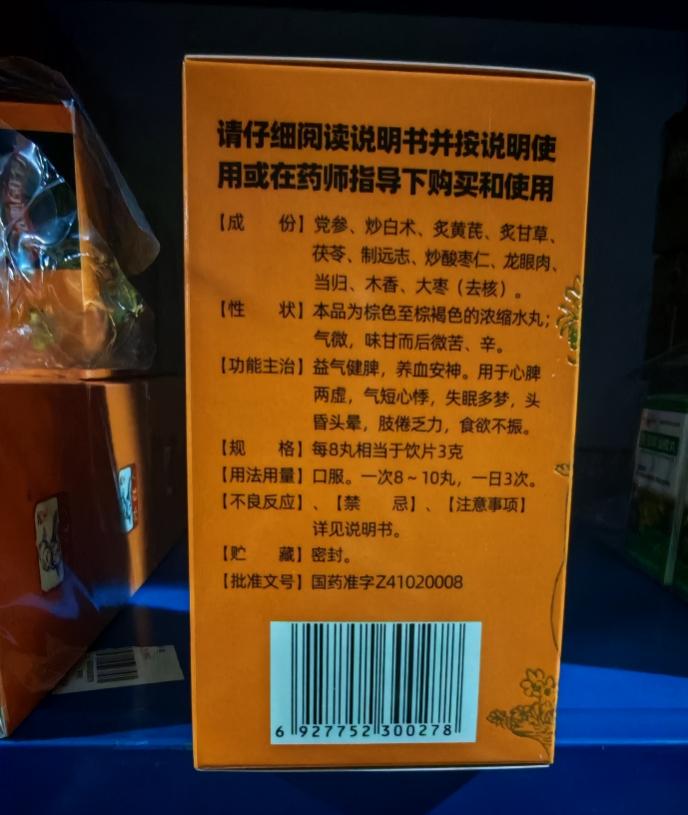 请仔细阅读说明书并按说明使
用或在药师指导下购买和使用
【成 份】党参、炒白术、炙黄芪、炙甘草、
茯苓、制远志、炒酸枣仁、龙眼肉、
当归、木香、大枣（去核）。
【性 状】本品为棕色至棕褐色的浓缩水丸；
气微，味甘而后微苦、辛。
【功能主治】益气健脾，养血安神。用于心脾
两虚，气短心悸，失眠多梦，头
昏头晕，肢倦乏力，食欲不振。
【规 格】每8丸相当于饮片3克
【用法用量】口服。一次8～10丸，一日3次。
【不良反应】、【禁 忌】、【注意事项】
详见说明书。
【贮 藏】密封。
【批准文号】国药准字Z41020008
6 927752 300278